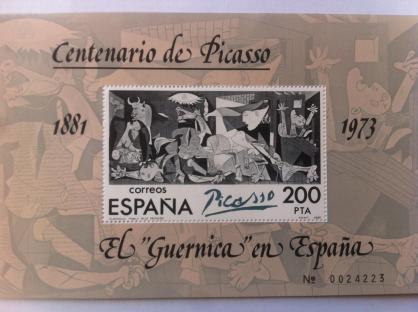 Centenario de Picasso
1881
1973
correos
ESPAÑA
Picasso
200
PTA
El "Guernica" en España
Nº 0024223